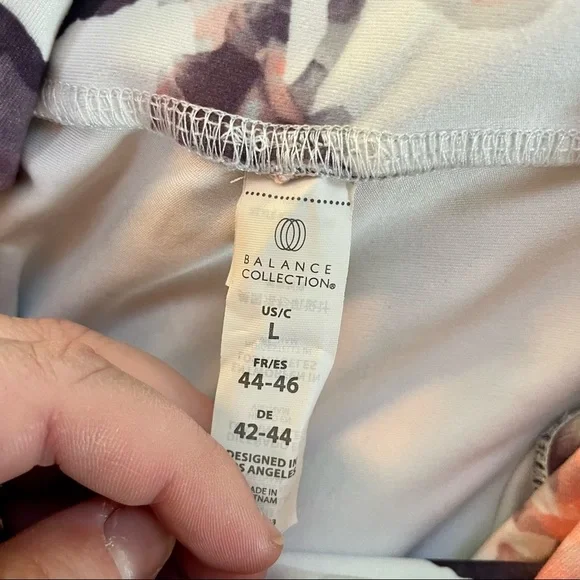 BALANCE
COLLECTION®
US/C
L
FR/ES
44-46
DE
42-44
DESIGNED IN
LOS ANGELES
MADE IN
VIETNAM